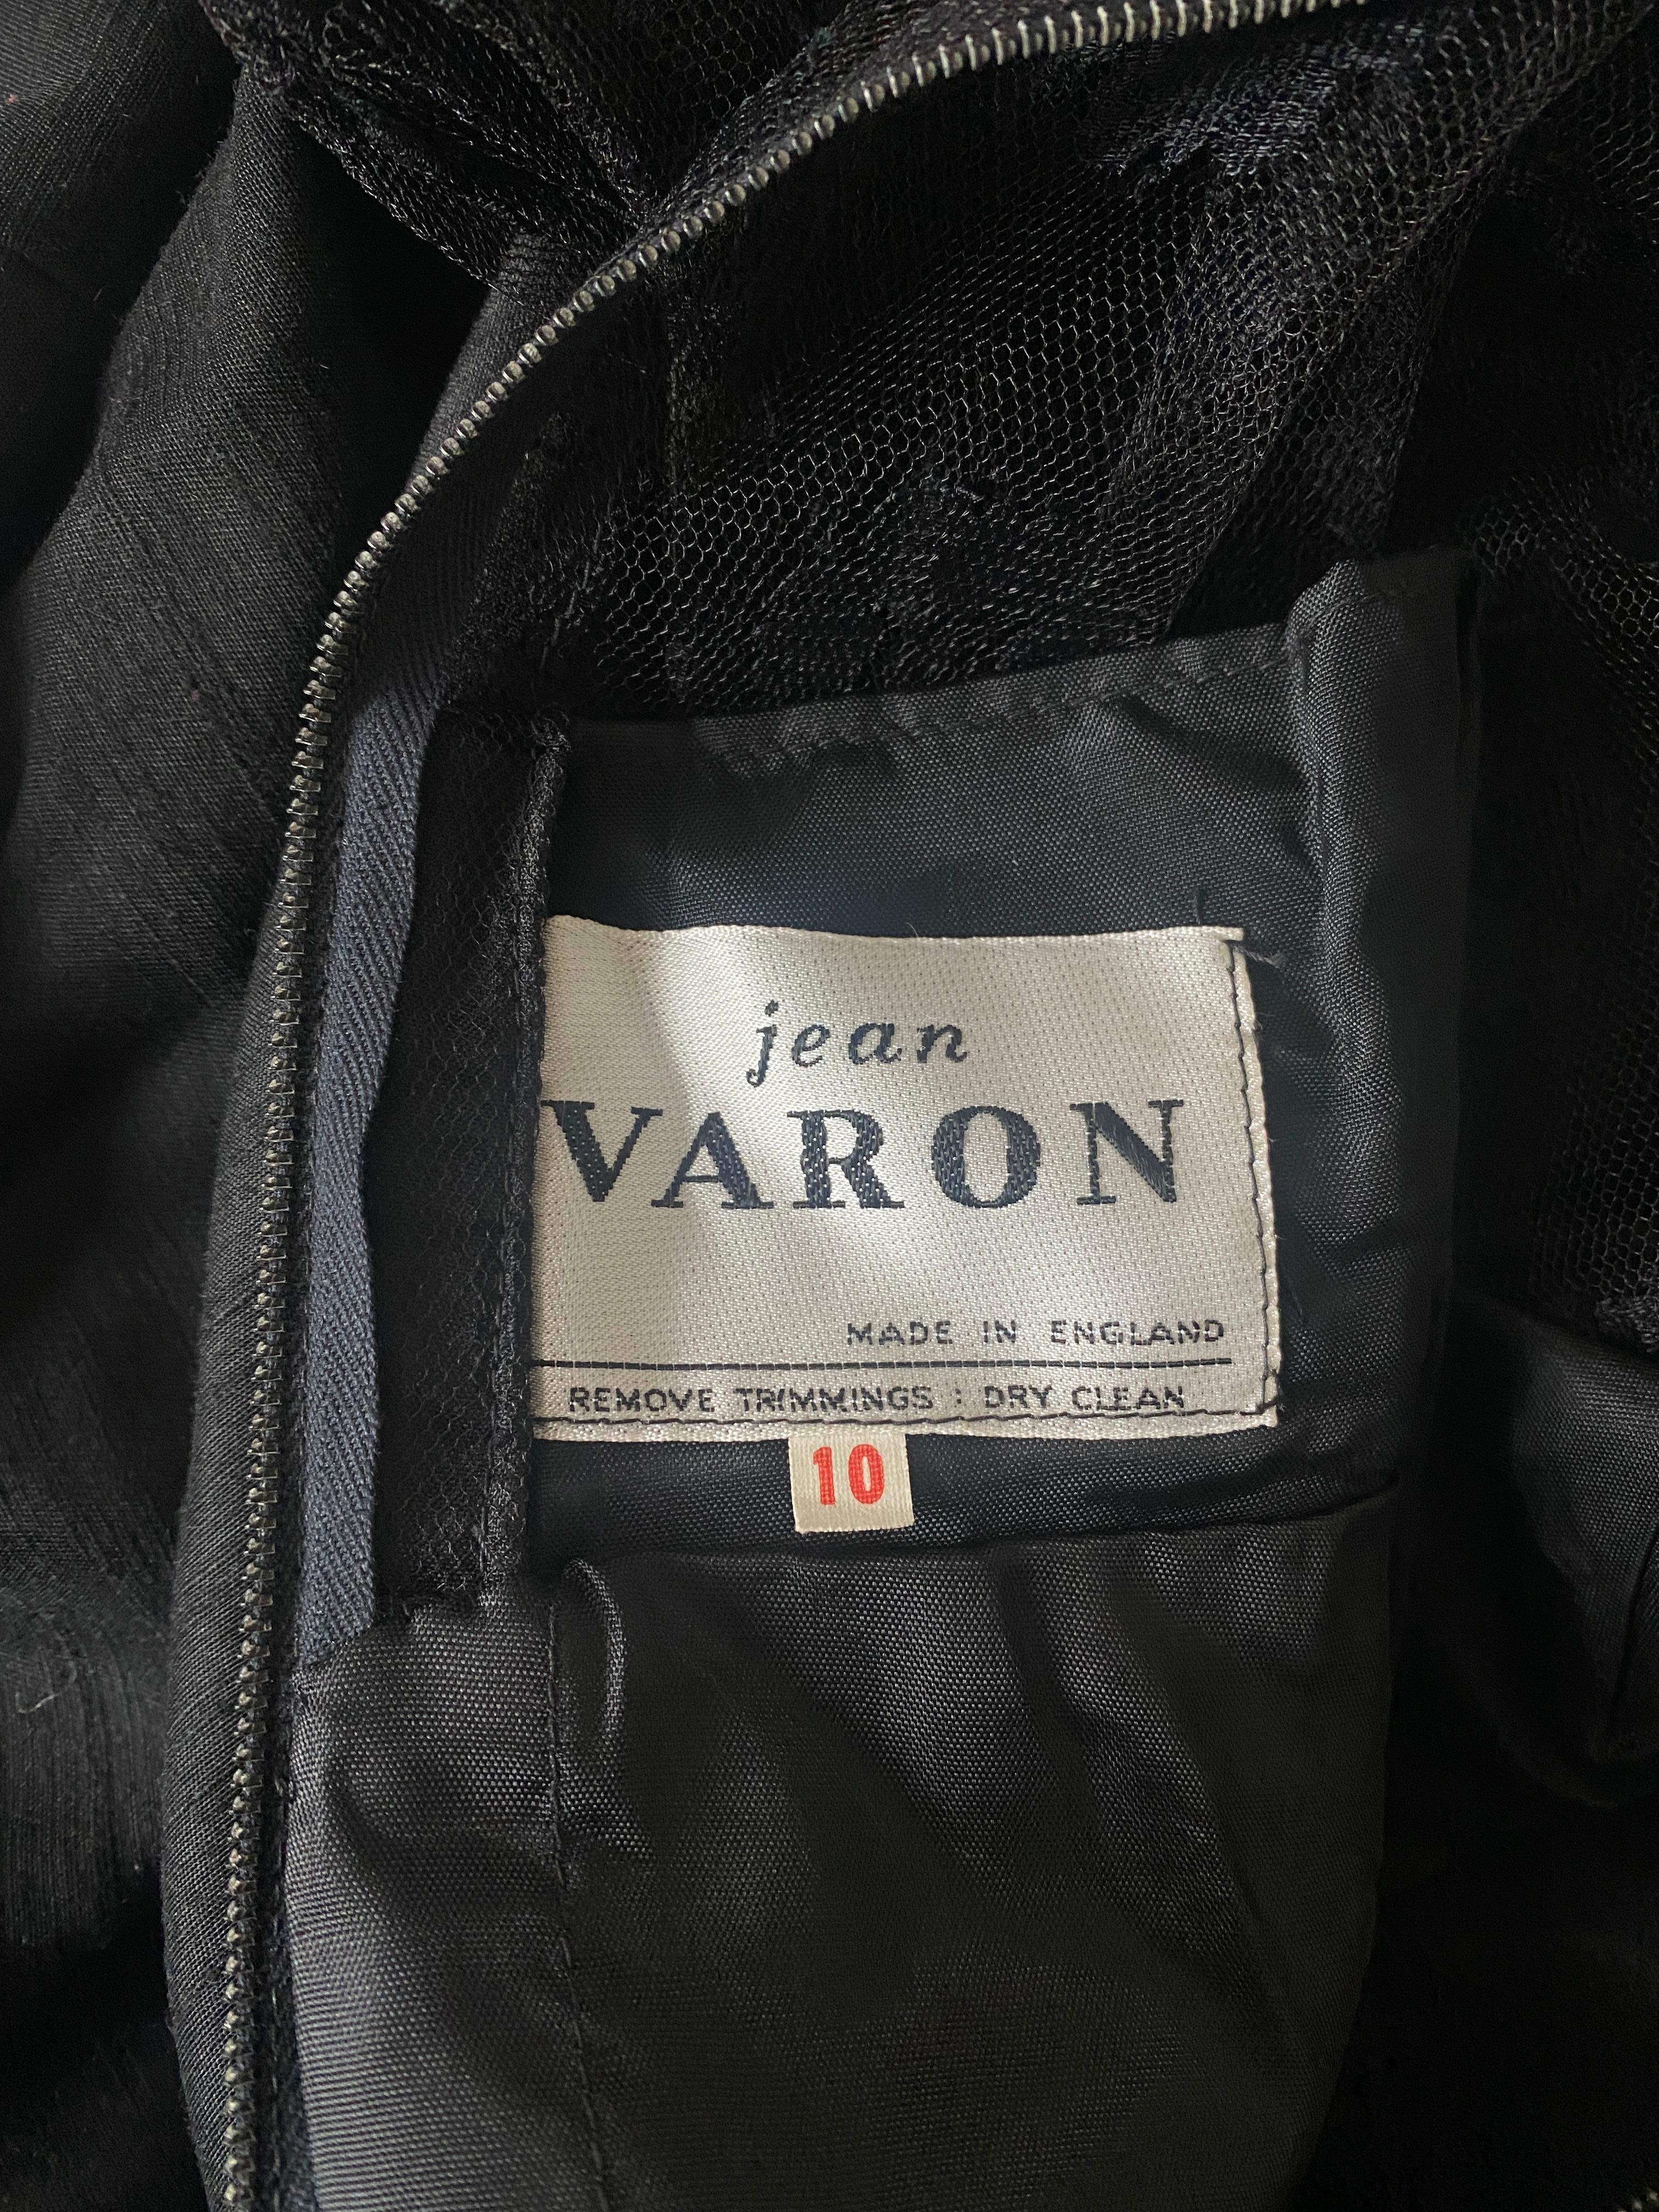 jean
VARON
MADE IN ENGLAND
REMOVE TRIMMINGS : DRY CLEAN
10